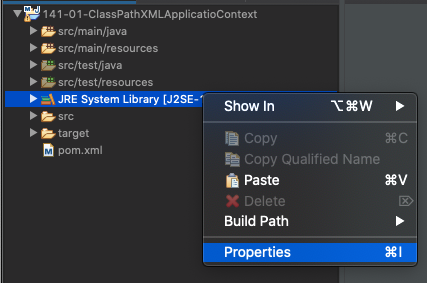 141-01-ClassPathXMLApplicatioContext
src/main/java
src/main/resources
src/test/java
src/test/resources
JRE System Library [J2SE-
src
target
pom.xml
Show In ⌥⌘W
Copy ⌘C
Copy Qualified Name
Paste ⌘V
Delete ⌦
Build Path
Properties ⌘I